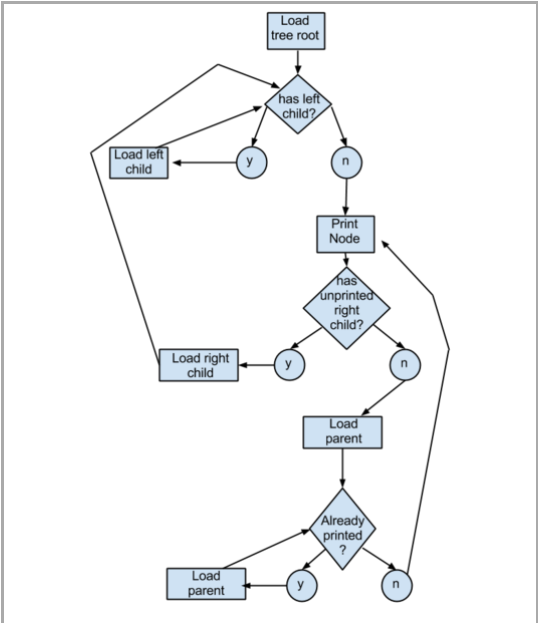 Load
tree root
has left
child?
Load left
child
y
n
Print
Node
has
unprinted
right
child?
Load right
child
y
n
Load
parent
Already
printed
?
Load
parent
y
n